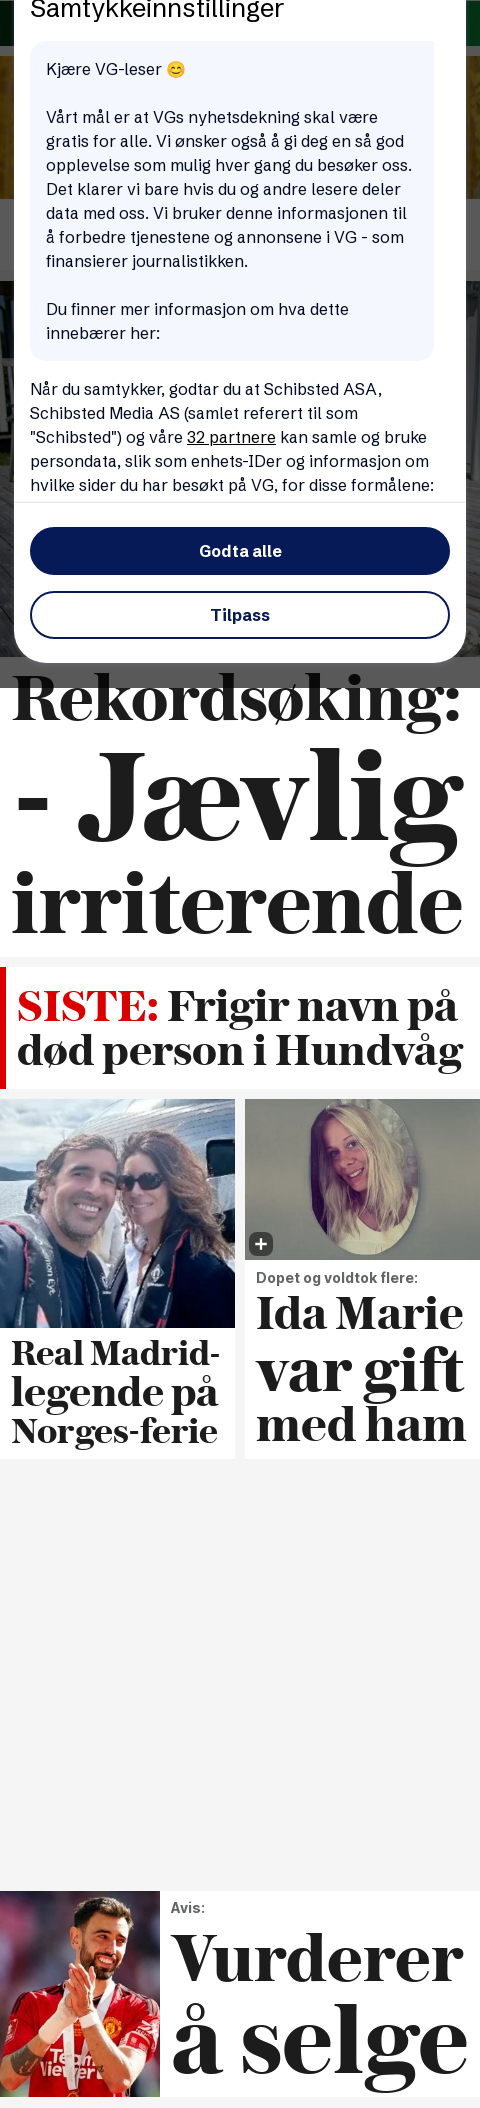 Samtykkeinnstillinger
Kjære VG-leser 😊
Vårt mål er at VGs nyhetsdekning skal være
gratis for alle. Vi ønsker også å gi deg en så god
opplevelse som mulig hver gang du besøker oss.
Det klarer vi bare hvis du og andre lesere deler
data med oss. Vi bruker denne informasjonen til
å forbedre tjenestene og annonsene i VG - som
finansierer journalistikken.
Du finner mer informasjon om hva dette
innebærer her:
Når du samtykker, godtar du at Schibsted ASA,
Schibsted Media AS (samlet referert til som
"Schibsted") og våre 32 partnere kan samle og bruke
persondata, slik som enhets-IDer og informasjon om
hvilke sider du har besøkt på VG, for disse formålene:
Godta alle
Tilpass
Rekordsøking:
- Jævlig
irriterende
SISTE: Frigir navn på
død person i Hundvåg
Real Madrid-
legende på
Norges-ferie
Dopet og voldtok flere:
Ida Marie
var gift
med ham
Avis:
Vurderer
å selge
Team
Viewer